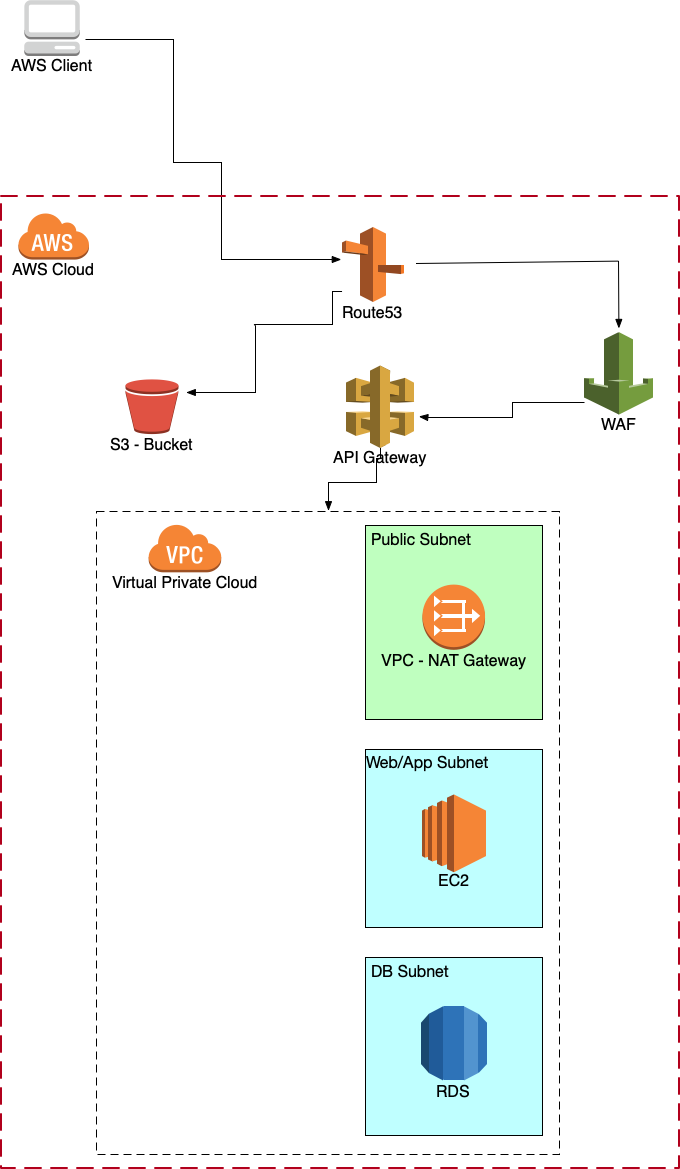 AWS Client
AWS
AWS Cloud
Route53
S3 - Bucket
API Gateway
WAF
VPC
Virtual Private Cloud
Public Subnet
VPC - NAT Gateway
Web/App Subnet
EC2
DB Subnet
RDS